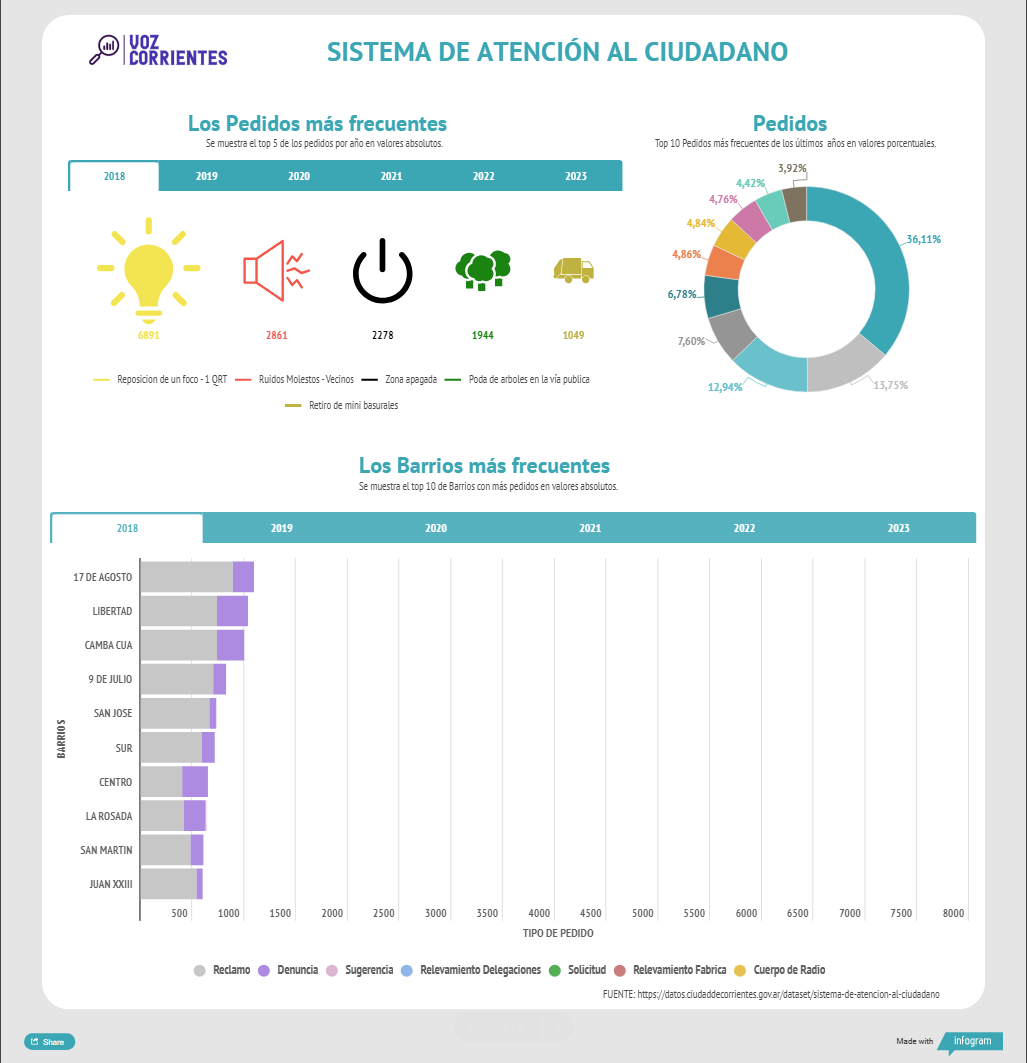 VOZ
CORRIENTES
SISTEMA DE ATENCIÓN AL CIUDADANO
Los Pedidos más frecuentes
Se muestra el top 5 de los pedidos por año en valores absolutos.
2018 2019 2020 2021 2022 2023
6891 2861 2278 1944 1049
Reposicion de un foco - 1 QRT Ruidos Molestos - Vecinos Zona apagada Poda de arboles en la vía publica
Retiro de mini basurales
Pedidos
Top 10 Pedidos más frecuentes de los últimos años en valores porcentuales.
3,92%
4,42%
4,76%
4,84%
36,11%
4,86%
6,78%
7,60%
12,94%
13,75%
Los Barrios más frecuentes
Se muestra el top 10 de Barrios con más pedidos en valores absolutos.
2018 2019 2020 2021 2022 2023
BARRIOS
17 DE AGOSTO
LIBERTAD
CAMBA CUA
9 DE JULIO
SAN JOSE
SUR
CENTRO
LA ROSADA
SAN MARTIN
JUAN XXIII
500 1000 1500 2000 2500 3000 3500 4000 4500 5000 5500 6000 6500 7000 7500 8000
TIPO DE PEDIDO
Reclamo Denuncia Sugerencia Relevamiento Delegaciones Solicitud Relevamiento Fabrica Cuerpo de Radio
FUENTE: https://datos.ciudaddecorrientes.gov.ar/dataset/sistema-de-atencion-al-ciudadano
Share
Made with infogram